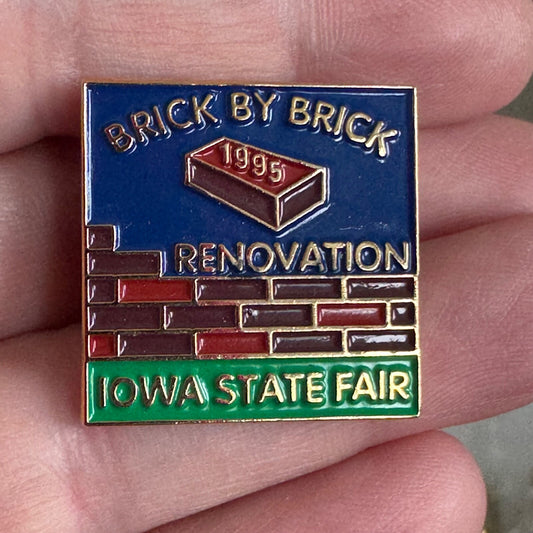 BRICK BY BRICK
1995
RENOVATION
IOWA STATE FAIR